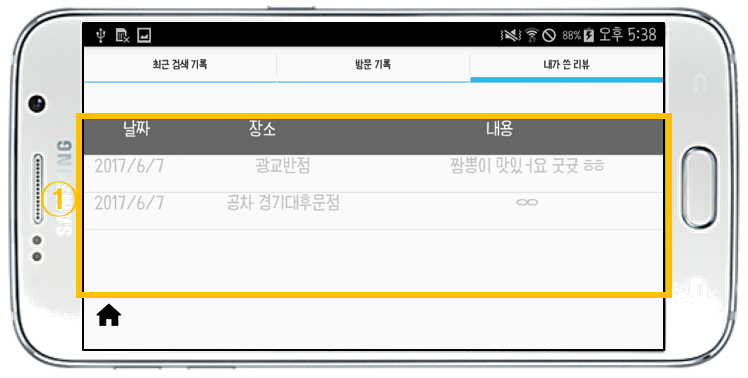 88% 오후 5:38
최근 검색 기록 방문 기록 내가 쓴 리뷰
날짜 장소 내용
2017/6/7 광교반점 짬뽕이 맛있ㅓ요 굿굿 ㅎㅎ
①
2017/6/7 공차 경기대후문점 ∞
SAMSUNG